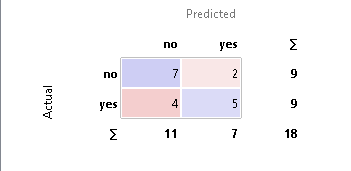 Predicted
no yes Σ
Actual
no 7 2 9
yes 4 5 9
Σ 11 7 18